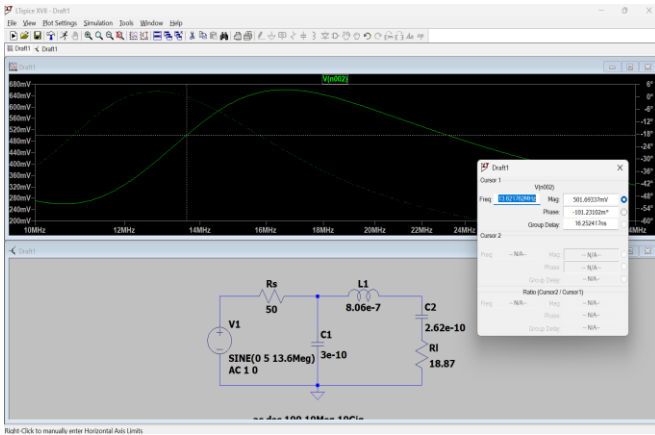 LTspice XVII - Draft1
File View Plot Settings Simulation Tools Window Help
Draft1 Draft1
Draft1
V(n002)
680mV 6°
640mV 0°
600mV -6°
560mV -12°
520mV -18°
480mV -24°
440mV
400mV -30°
360mV -36°
320mV -42°
280mV -48°
240mV -54°
200mV -60°
10MHz 12MHz 14MHz 16MHz 18MHz 20MHz 22MHz 24MHz
Draft1
Cursor 1
V(n002)
Freq: 13.621762MHz Mag: 501.69337mV
Phase: -101.23102m°
Group Delay: 16.252417ns
Cursor 2
Freq: -- N/A-- Mag: -- N/A--
Phase: -- N/A--
Group Delay: -- N/A--
Ratio (Cursor2 / Cursor1)
Freq: -- N/A-- Mag: -- N/A--
Phase: -- N/A--
Group Delay: -- N/A--
Draft1
Rs
50
L1
8.06e-7
C2
2.62e-10
V1
SINE(0 5 13.6Meg)
AC 1 0
C1
3e-10
Rl
18.87
Right-Click to manually enter Horizontal Axis Limits